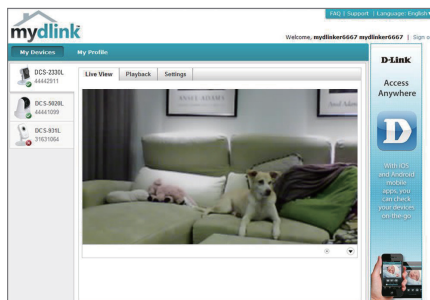 FAQ | Support | Language: English
mydlink
Welcome, mydlinker6667 mydlinker6667 | Sign o
My Devices
My Profile
DCS-2330L
44442911
DCS-5020L
44441099
DCS-931L
31631064
Live View
Playback
Settings
ANSEL ADAMS
D-Link
Access
Anywhere
With iOS
and Android
mobile
apps, you
can check
your devices
on-the-go